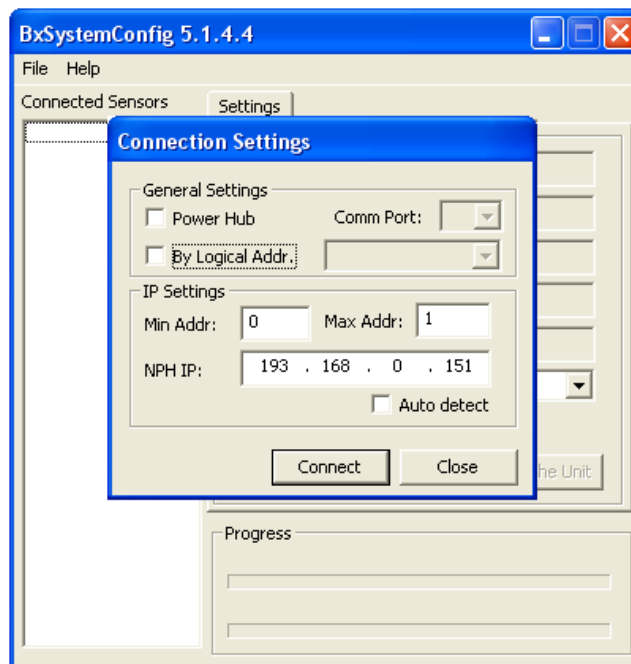 BxSystemConfig 5.1.4.4
File Help
Connected Sensors Settings
Connection Settings
General Settings
Power Hub Comm Port:
By Logical Addr.
IP Settings
Min Addr: 0 Max Addr: 1
NPH IP: 193 . 168 . 0 . 151
Auto detect
Connect Close
he Unit
Progress